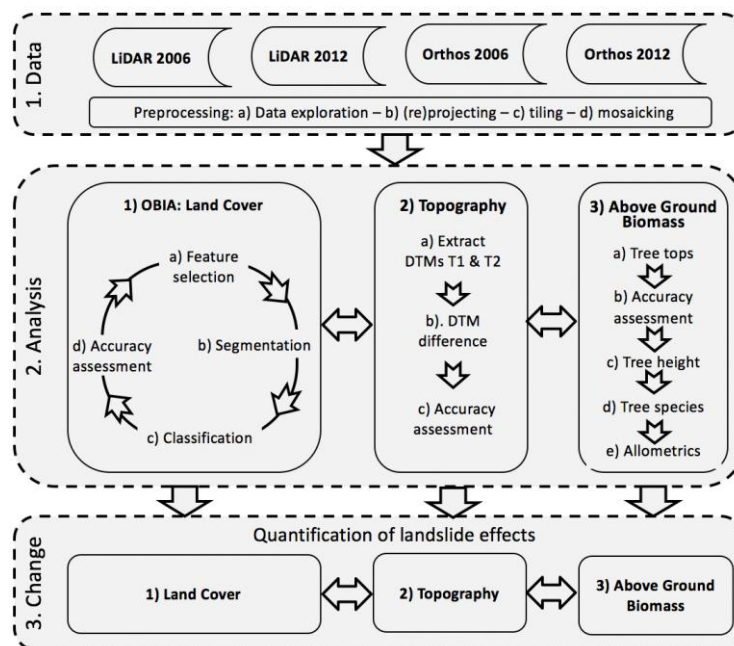 1. Data
LiDAR 2006
LiDAR 2012
Orthos 2006
Orthos 2012
Preprocessing: a) Data exploration – b) (re)projecting – c) tiling – d) mosaicking
2. Analysis
1) OBIA: Land Cover
a) Feature
selection
b) Segmentation
c) Classification
d) Accuracy
assessment
2) Topography
a) Extract
DTMs T1 & T2
b). DTM
difference
c) Accuracy
assessment
3) Above Ground
Biomass
a) Tree tops
b) Accuracy
assessment
c) Tree height
d) Tree species
e) Allometrics
3. Change
Quantification of landslide effects
1) Land Cover
2) Topography
3) Above Ground
Biomass